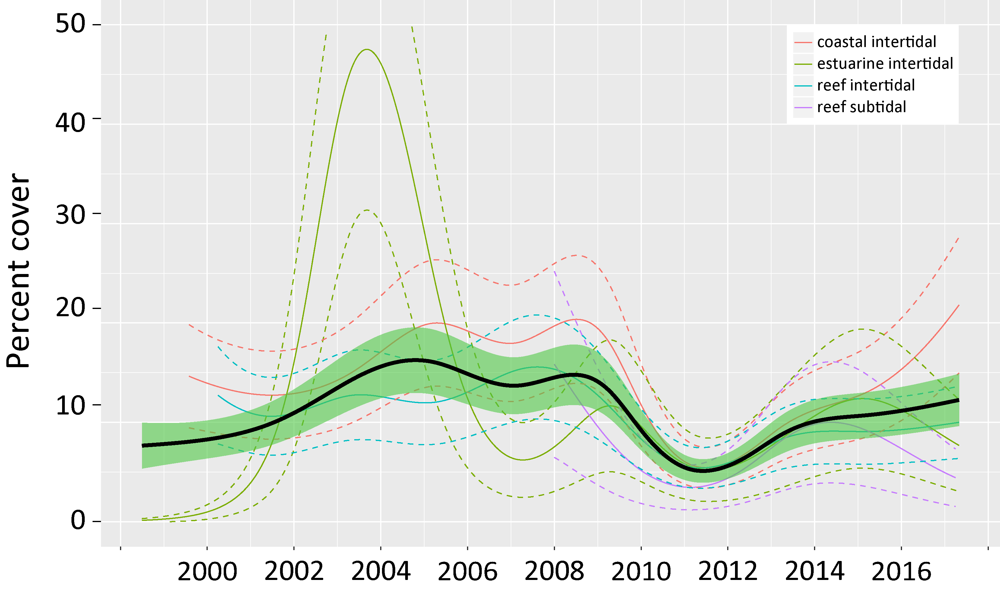 Percent cover
50
40
30
20
10
0
coastal intertidal
estuarine intertidal
reef intertidal
reef subtidal
2000 2002 2004 2006 2008 2010 2012 2014 2016